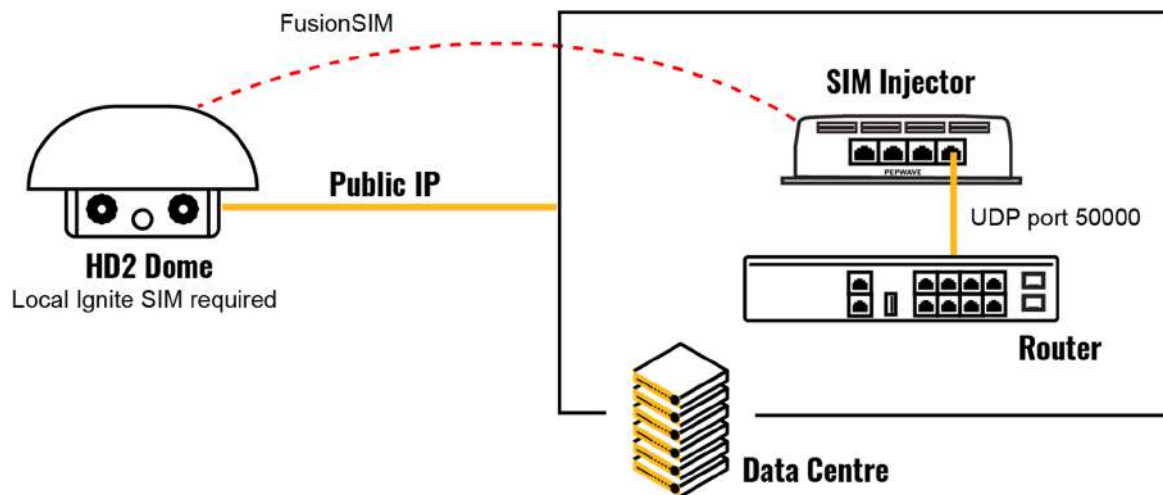 FusionSIM
SIM Injector
PEPWAVE
Public IP
UDP port 50000
HD2 Dome
Local Ignite SIM required
Router
Data Centre